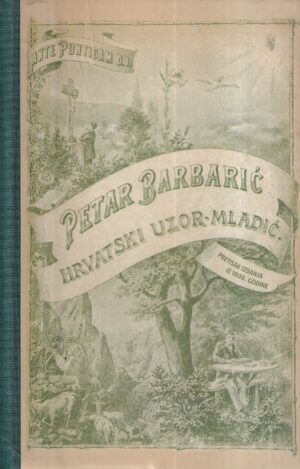 ANTE PUNTIGAM D.I.
PETAR BARBARIĆ
HRVATSKI UZOR-MLADIĆ.
PRETISAK IZDANJA
IZ 1900. GODINE